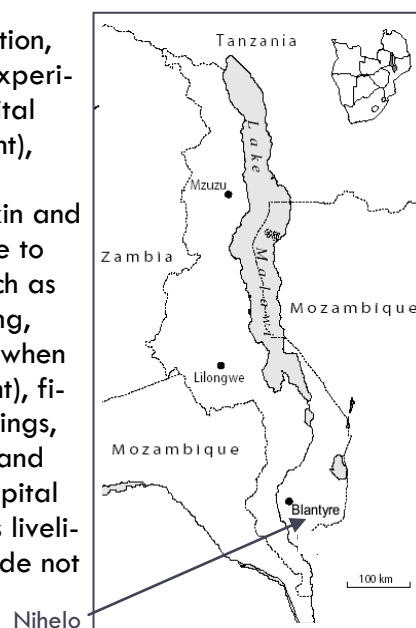 tion,
xperi-
ital
nt),
kin and
e to
ch as
ng,
when
nt), fi-
ings,
and
pital
s liveli-
de not
Tanzania
Lake
Mzuzu
Zambia
Malawi
Mozambique
Lilongwe
Mozambique
Blantyre
100 km
Nihelo